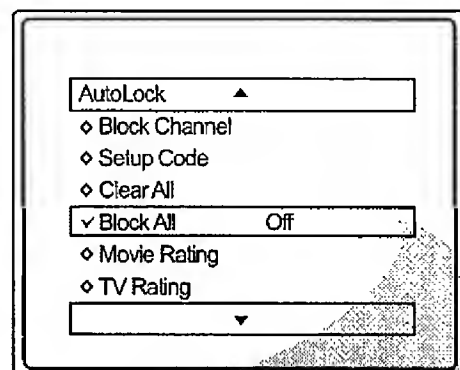 AutoLock ▲
◇ Block Channel
◇ Setup Code
◇ Clear All
✓ Block All Off
◇ Movie Rating
◇ TV Rating
▼